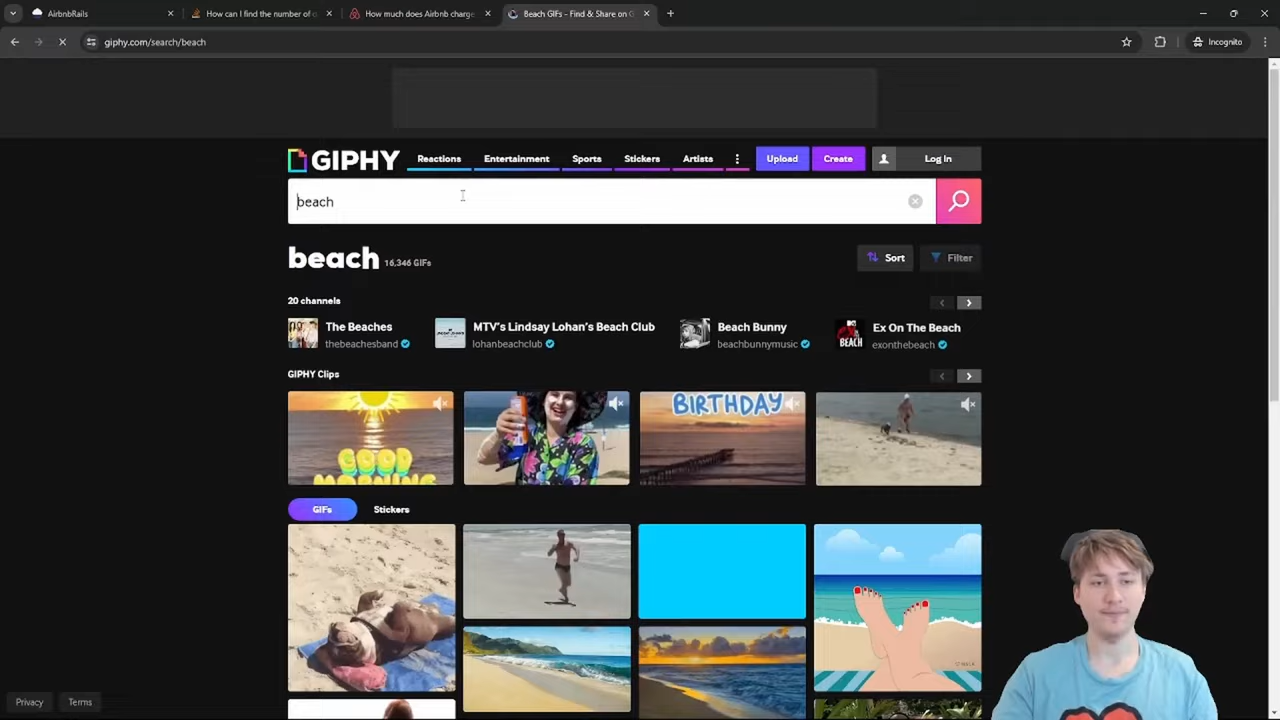 AirbnbRails
How can I find the number of
How much does Airbnb charge
Beach GIFs - Find & Share on G
giphy.com/search/beach
Incognito
GIPHY
Reactions
Entertainment
Sports
Stickers
Artists
Upload
Create
Log In
beach
beach 16,346 GIFs
Sort
Filter
20 channels
The Beaches
thebeachesband
MTV's Lindsay Lohan's Beach Club
lohanbeachclub
Beach Bunny
beachbunnymusic
Ex On The Beach
exonthebeach
GIPHY Clips
GOOD
MORNING
BIRTHDAY
GIFs
Stickers
Privacy
Terms